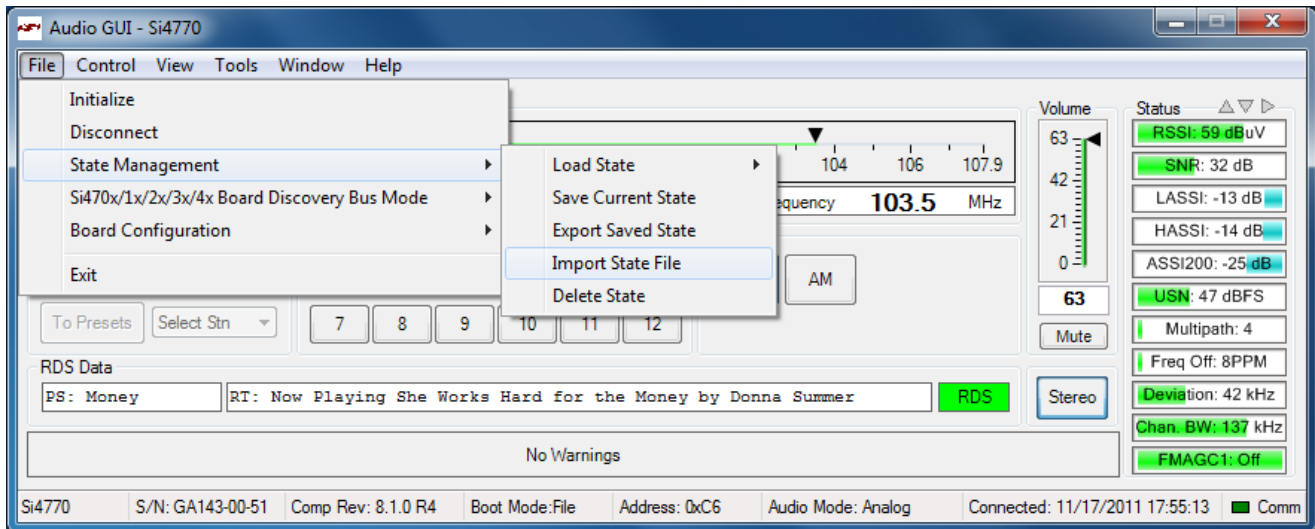 Audio GUI - Si4770
File Control View Tools Window Help
Initialize
Disconnect
State Management
Si470x/1x/2x/3x/4x Board Discovery Bus Mode
Board Configuration
Exit
Load State
Save Current State
Export Saved State
Import State File
Delete State
104 106 107.9
103.5 MHz
AM
To Presets Select Stn 7 8 9 10 11 12
Volume
63
42
21
0
63
Mute
Stereo
Status
RSSI: 59 dBuV
SNR: 32 dB
LASSI: -13 dB
HASSI: -14 dB
ASSI200: -25 dB
USN: 47 dBFS
Multipath: 4
Freq Off: 8PPM
Deviation: 42 kHz
Chan. BW: 137 kHz
FMAGC1: Off
RDS Data
PS: Money RT: Now Playing She Works Hard for the Money by Donna Summer RDS
No Warnings
Si4770 S/N: GA143-00-51 Comp Rev: 8.1.0 R4 Boot Mode:File Address: 0xC6 Audio Mode: Analog Connected: 11/17/2011 17:55:13 Comm